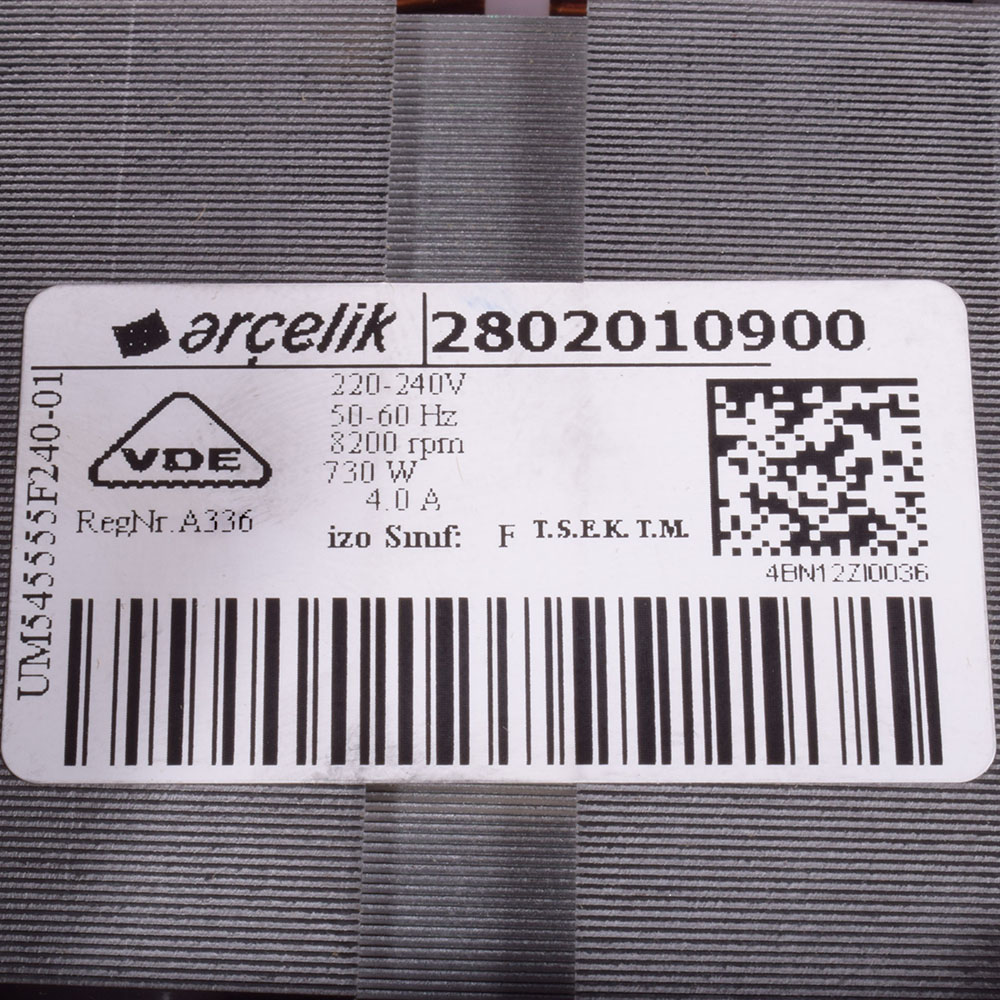 arçelik 2802010900
UM54555F240-01
VDE
RegNr.A336
220-240V
50-60 Hz
8200 rpm
730 W
4.0 A
izo Sınıf: F T.S.E.K. T.M.
4BN12ZI0036